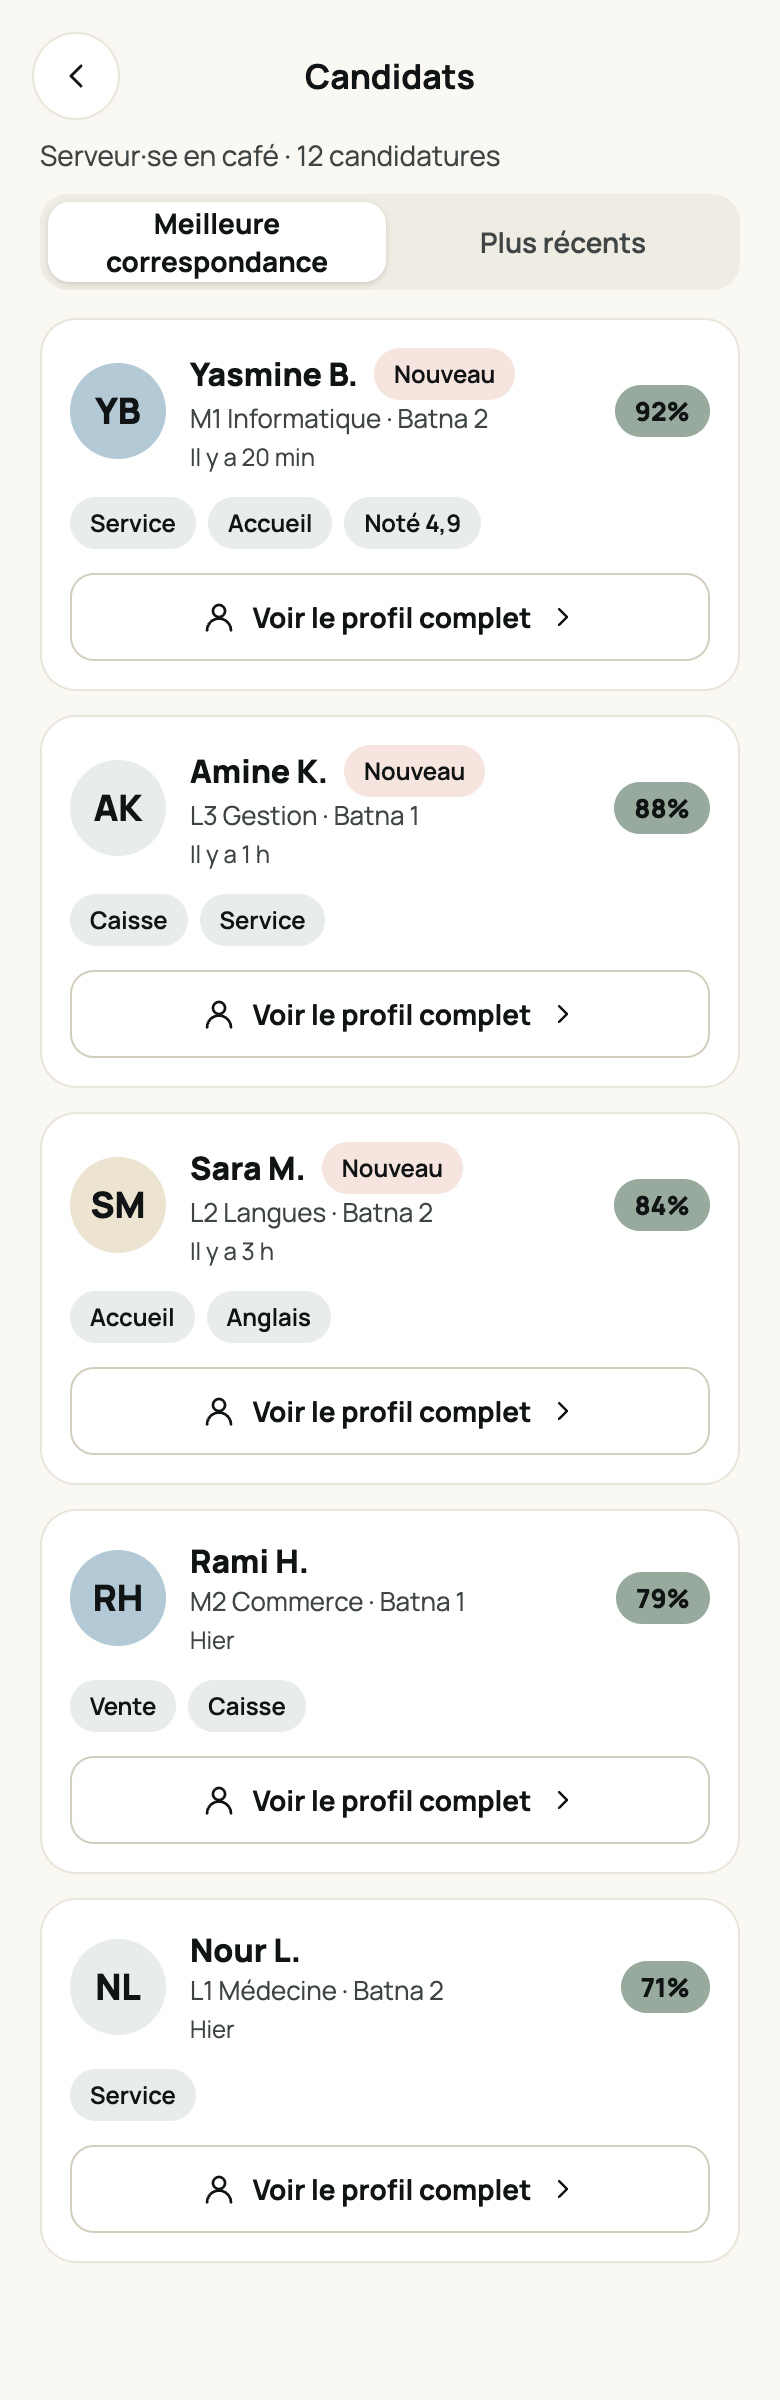 Candidats
Serveur·se en café · 12 candidatures
Meilleure
correspondance
Plus récents
YB
Yasmine B.
Nouveau
M1 Informatique · Batna 2
Il y a 20 min
92%
Service
Accueil
Noté 4,9
Voir le profil complet
AK
Amine K.
Nouveau
L3 Gestion · Batna 1
Il y a 1 h
88%
Caisse
Service
Voir le profil complet
SM
Sara M.
Nouveau
L2 Langues · Batna 2
Il y a 3 h
84%
Accueil
Anglais
Voir le profil complet
RH
Rami H.
M2 Commerce · Batna 1
Hier
79%
Vente
Caisse
Voir le profil complet
NL
Nour L.
L1 Médecine · Batna 2
Hier
71%
Service
Voir le profil complet